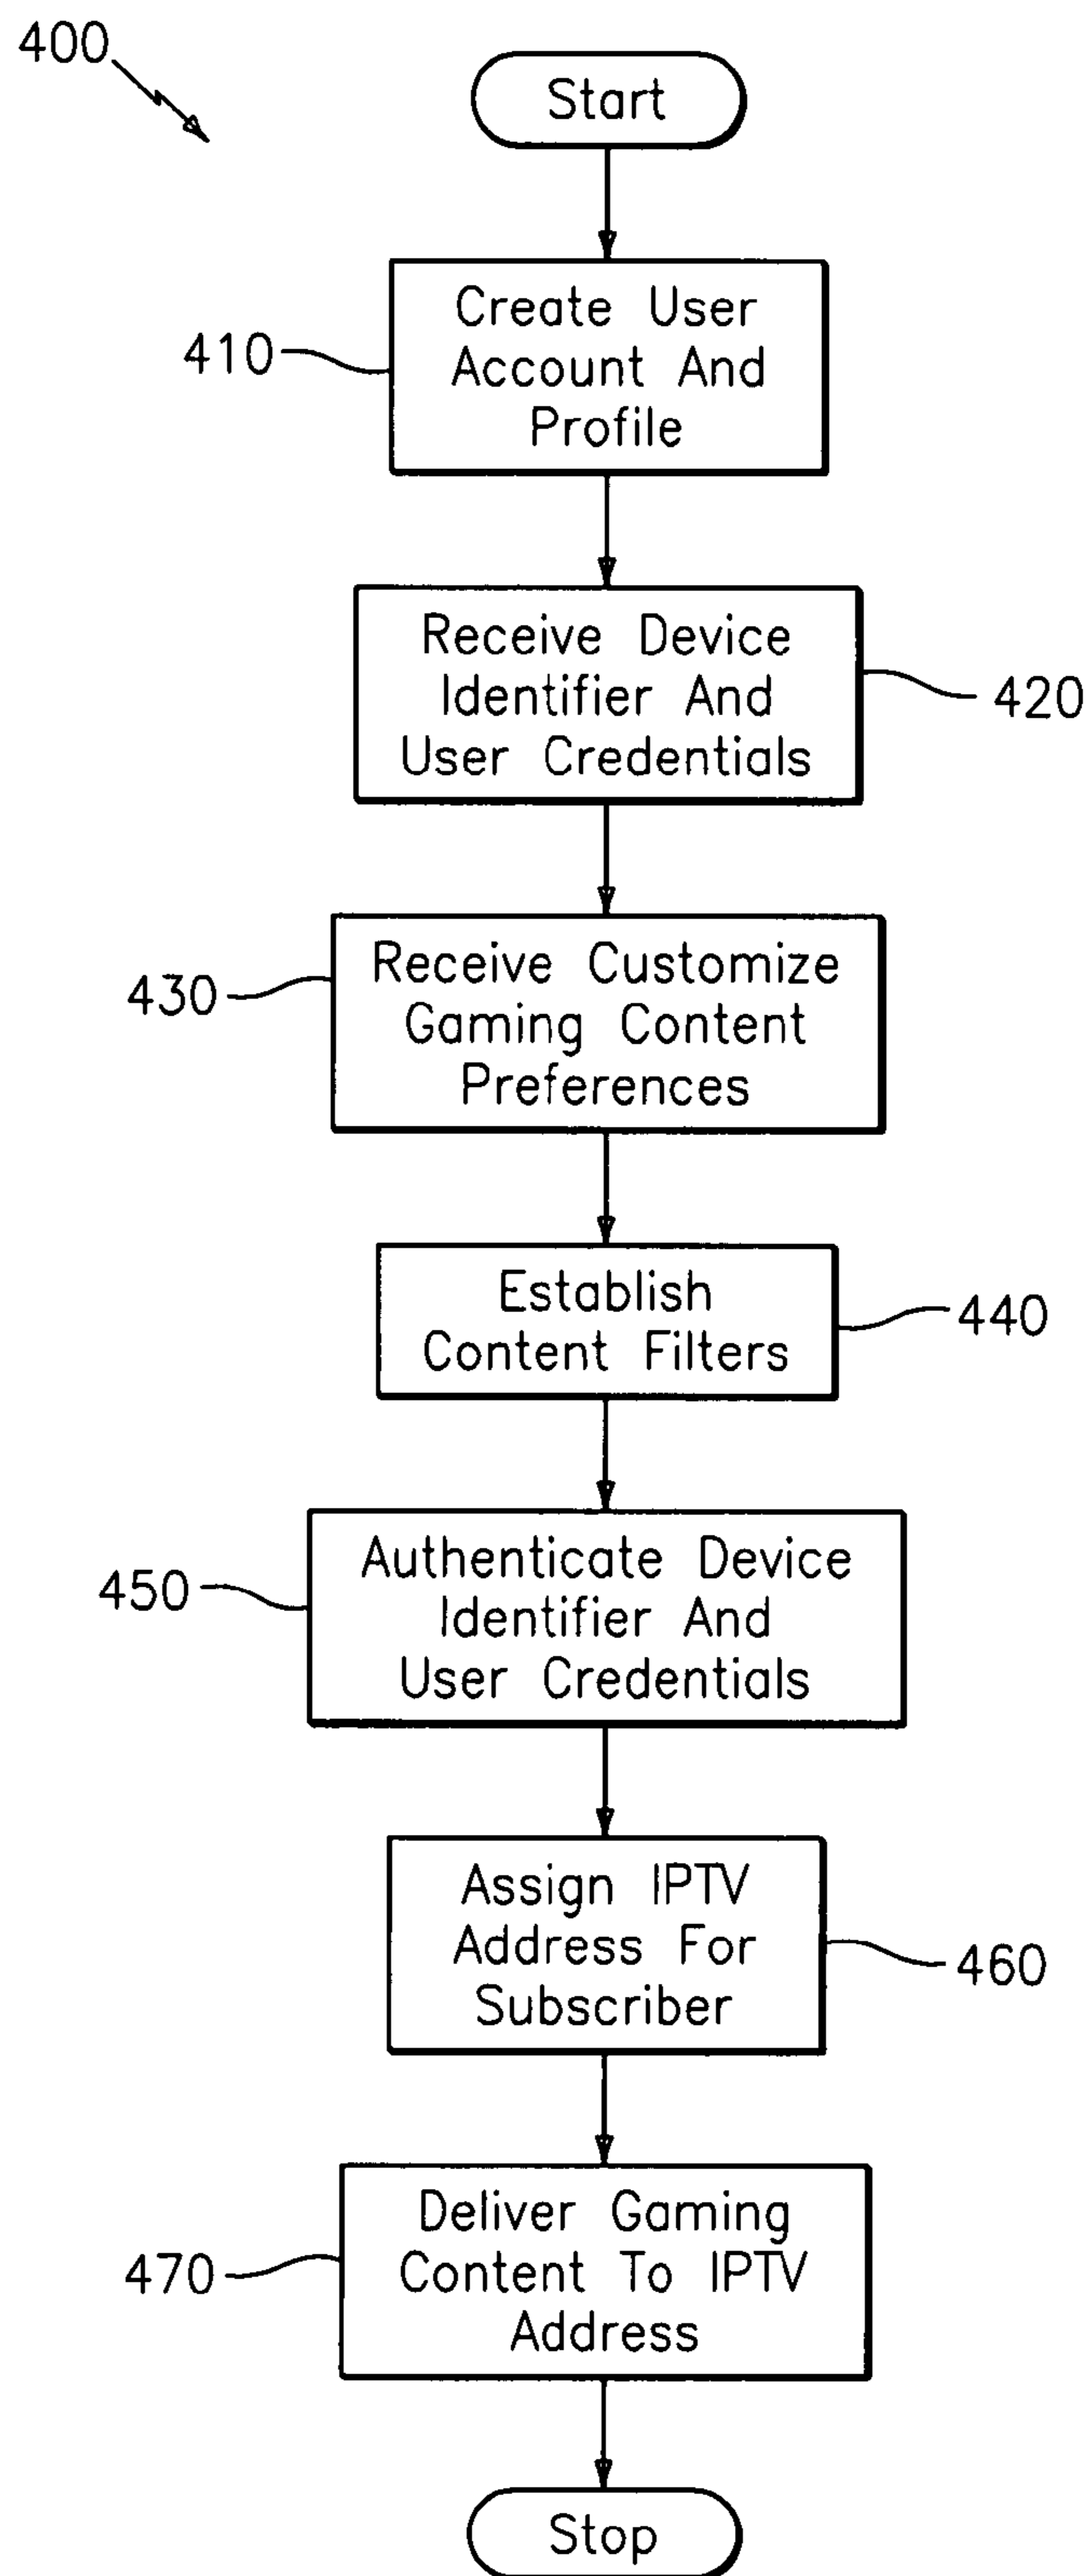 400
Start
410
Create User
Account And
Profile
Receive Device
Identifier And
User Credentials
420
430
Receive Customize
Gaming Content
Preferences
Establish
Content Filters
440
450
Authenticate Device
Identifier And
User Credentials
Assign IPTV
Address For
Subscriber
460
470
Deliver Gaming
Content To IPTV
Address
Stop